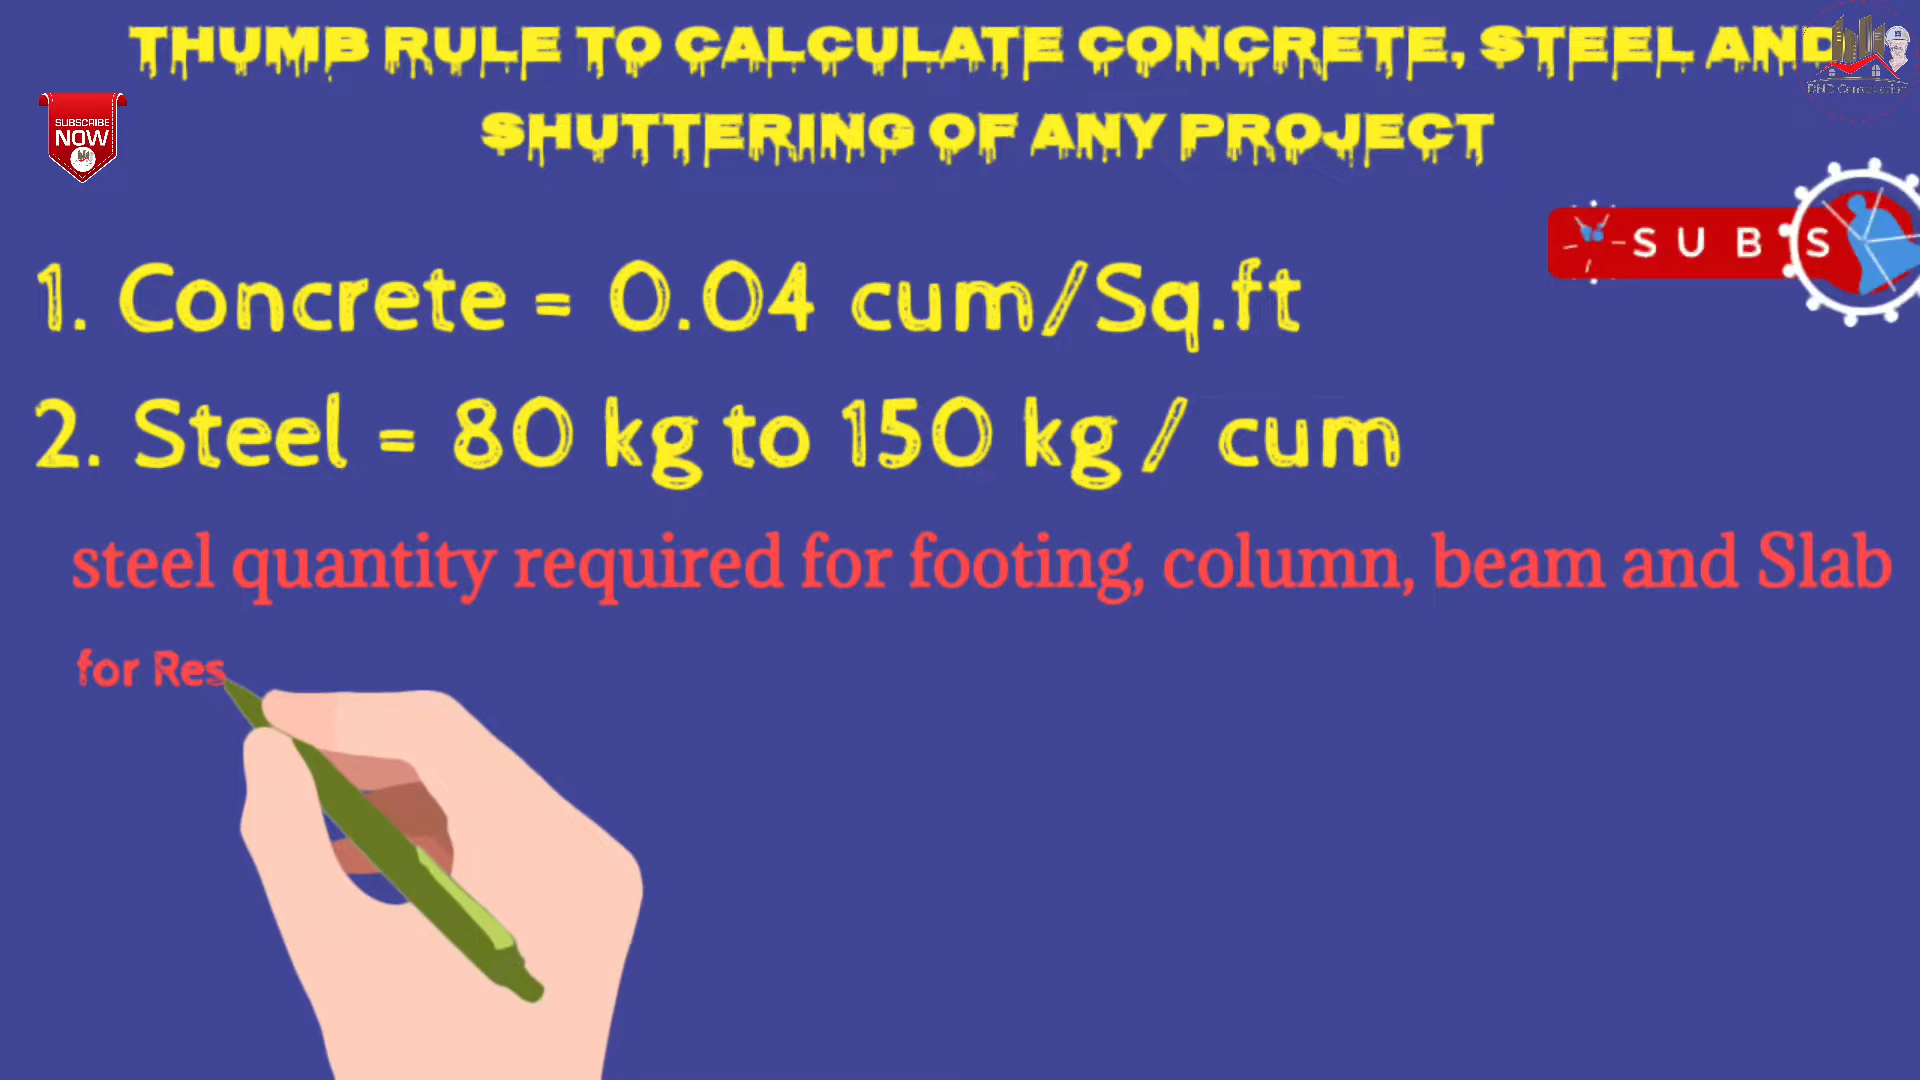 THUMB RULE TO CALCULATE CONCRETE, STEEL AND
SHUTTERING OF ANY PROJECT
SUBSCRIBE
NOW
SUBS
1. Concrete = 0.04 cum/Sq.ft
2. Steel = 80 kg to 150 kg / cum
steel quantity required for footing, column, beam and Slab
for Res